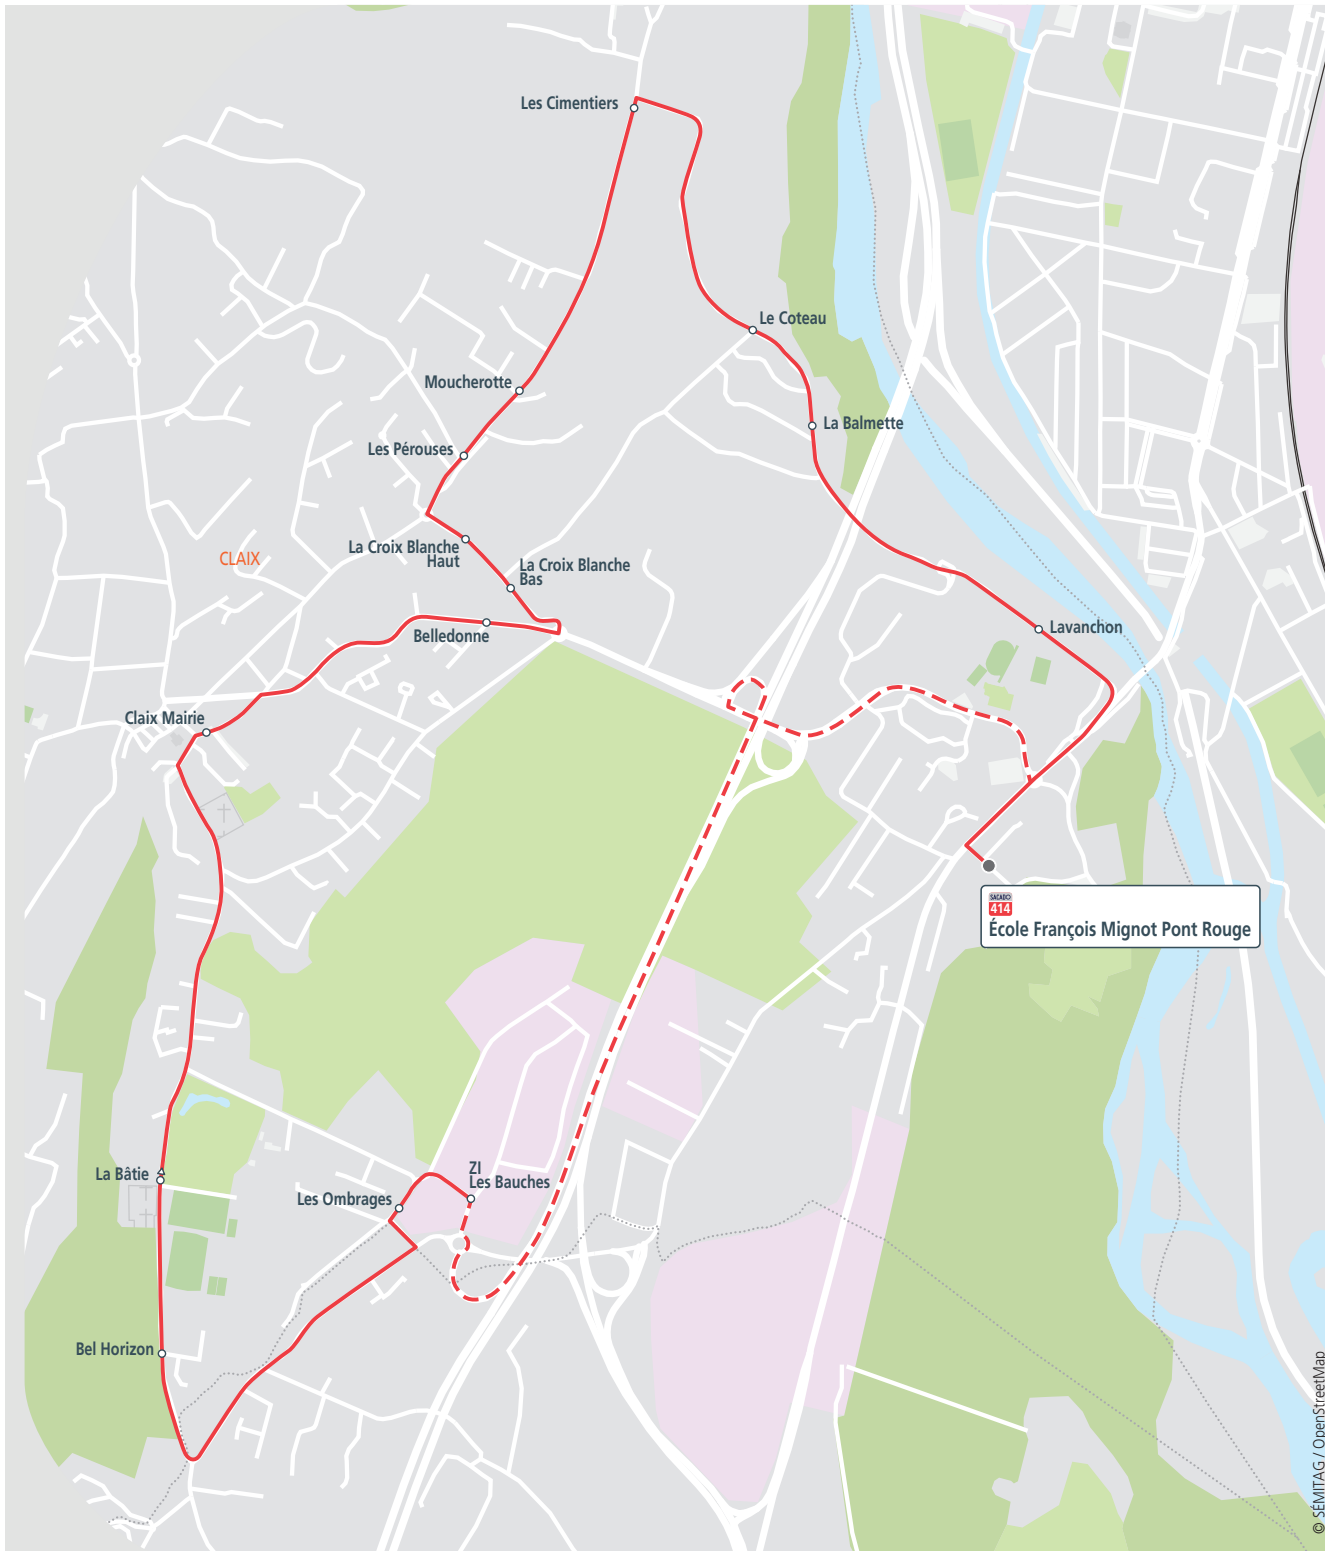 Les Cimentiers
Le Coteau
Moucherotte
La Balmette
Les Pérouses
La Croix Blanche
Haut
CLAIX
La Croix Blanche
Bas
Belledonne
Lavanchon
Claix Mairie
SACADO
414
École François Mignot Pont Rouge
La Bâtie
ZI
Les Bauches
Les Ombrages
Bel Horizon
© SÉMITAG / OpenStreetMap